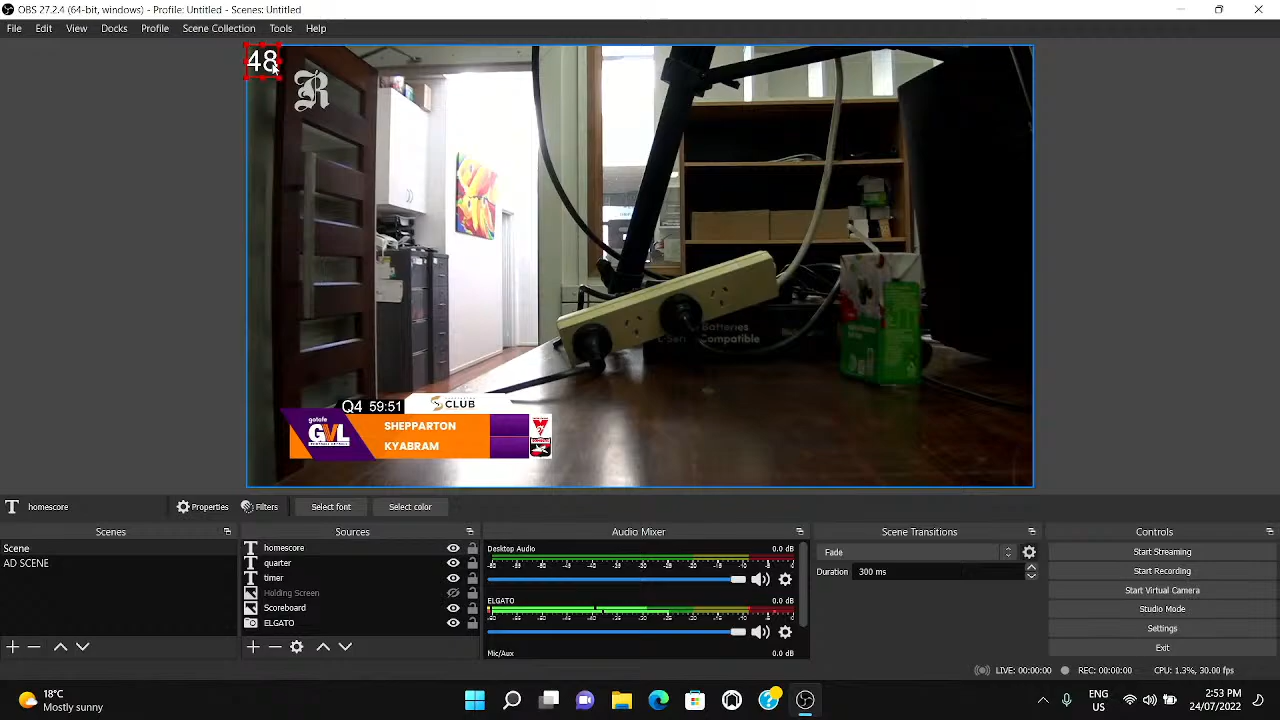 OBS 27.2.4 (64-bit, windows) - Profile: Untitled - Scenes: Untitled
File Edit View Docks Profile Scene Collection Tools Help
48
R
Batteries
L-Series Compatible
Q4 59:51 S CLUB
gotafe
GVL
SHEPPARTON
KYABRAM
homescore Properties Filters Select font Select color
Scenes
Scene
AD SCENE
Sources
homescore
quarter
timer
Holding Screen
Scoreboard
ELGATO
Audio Mixer
Desktop Audio 0.0 dB
ELGATO 0.0 dB
Mic/Aux 0.0 dB
Scene Transitions
Fade
Duration 300 ms
Controls
Start Streaming
Start Recording
Start Virtual Camera
Studio Mode
Settings
Exit
LIVE: 00:00:00 REC: 00:00:00 CPU: 1.3%, 30.00 fps
18°C
Mostly sunny
ENG
US
2:53 PM
24/07/2022